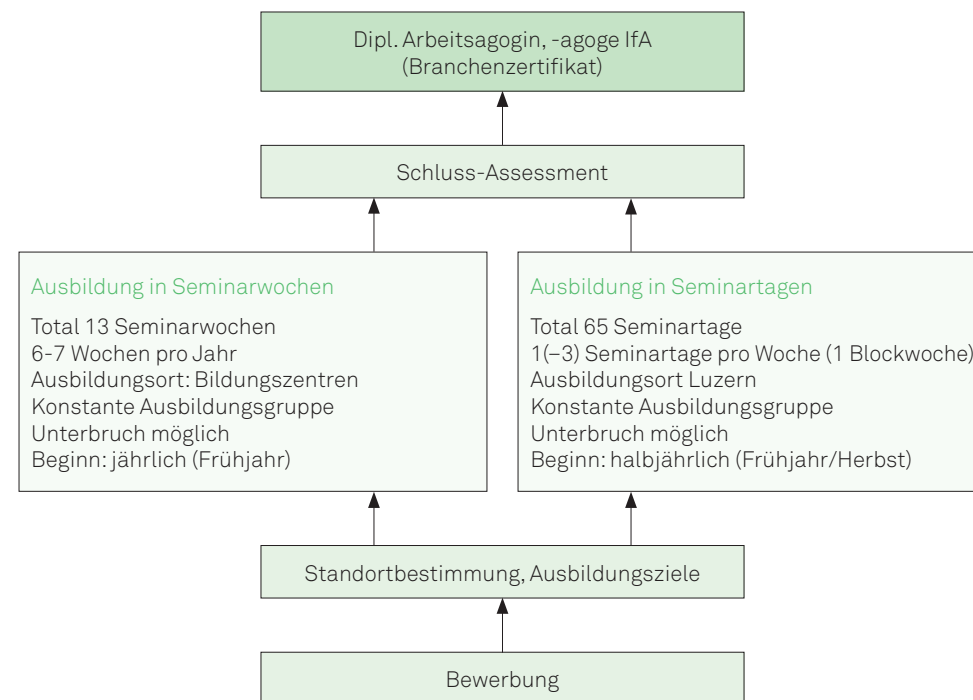 Dipl. Arbeitsagogin, -agoge IfA
(Branchenzertifikat)
Schluss-Assessment
Ausbildung in Seminarwochen
Total 13 Seminarwochen
6-7 Wochen pro Jahr
Ausbildungsort: Bildungszentren
Konstante Ausbildungsgruppe
Unterbruch möglich
Beginn: jährlich (Frühjahr)
Ausbildung in Seminartagen
Total 65 Seminartage
1(–3) Seminartage pro Woche (1 Blockwoche)
Ausbildungsort Luzern
Konstante Ausbildungsgruppe
Unterbruch möglich
Beginn: halbjährlich (Frühjahr/Herbst)
Standortbestimmung, Ausbildungsziele
Bewerbung